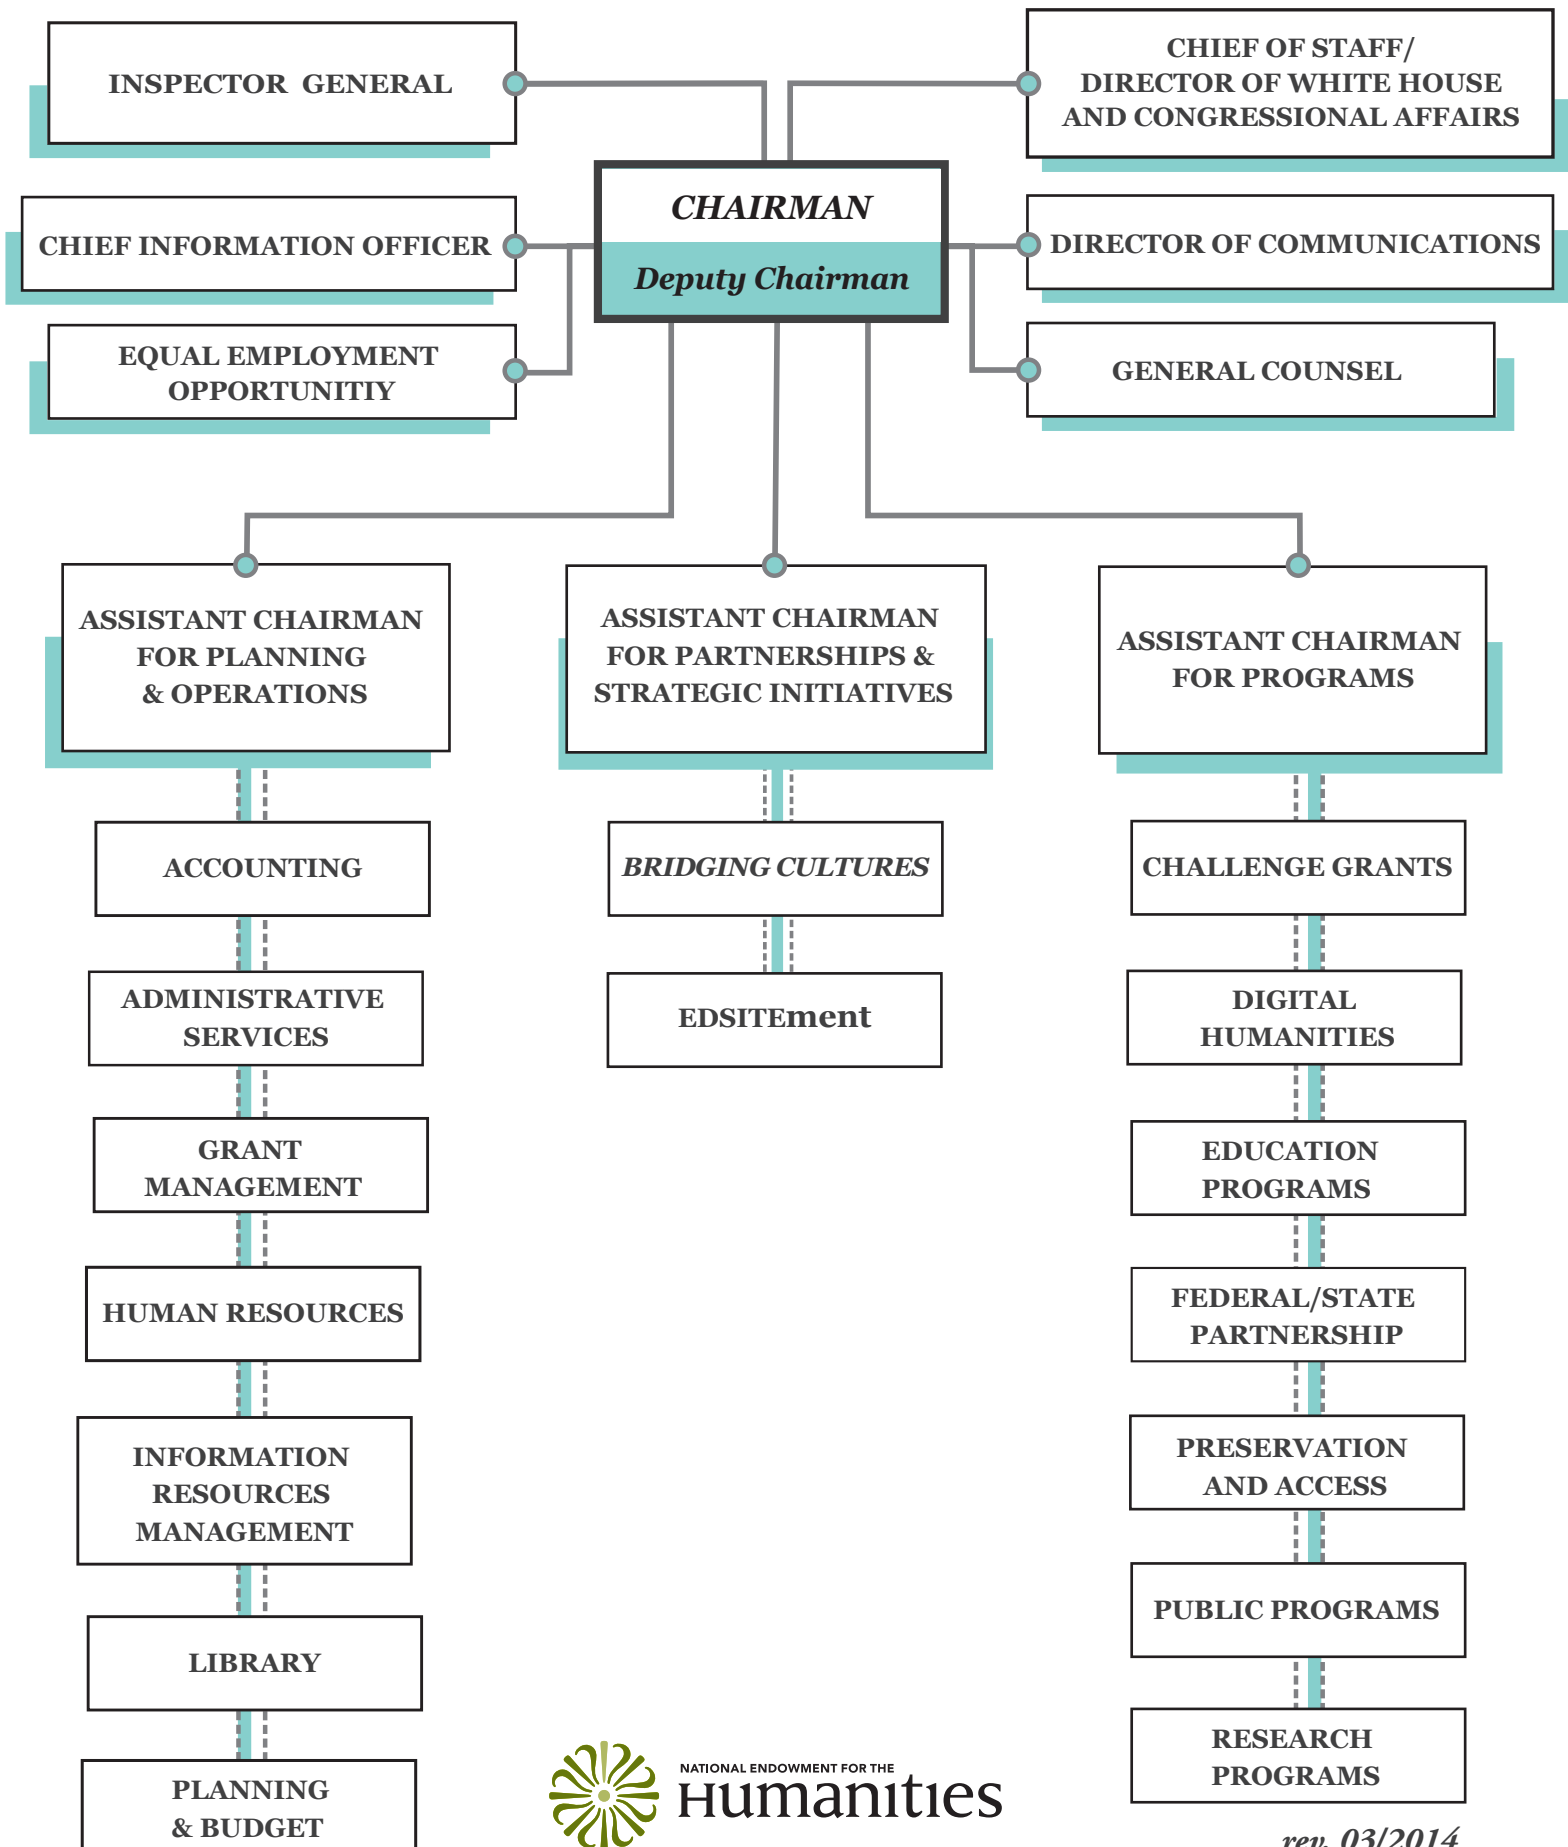 INSPECTOR GENERAL
CHIEF OF STAFF/
DIRECTOR OF WHITE HOUSE
AND CONGRESSIONAL AFFAIRS
CHAIRMAN
Deputy Chairman
CHIEF INFORMATION OFFICER
DIRECTOR OF COMMUNICATIONS
EQUAL EMPLOYMENT
OPPORTUNITIY
GENERAL COUNSEL
ASSISTANT CHAIRMAN
FOR PLANNING
& OPERATIONS
ACCOUNTING
ADMINISTRATIVE
SERVICES
GRANT
MANAGEMENT
HUMAN RESOURCES
INFORMATION
RESOURCES
MANAGEMENT
LIBRARY
PLANNING
& BUDGET
ASSISTANT CHAIRMAN
FOR PARTNERSHIPS &
STRATEGIC INITIATIVES
BRIDGING CULTURES
EDSITEment
ASSISTANT CHAIRMAN
FOR PROGRAMS
CHALLENGE GRANTS
DIGITAL
HUMANITIES
EDUCATION
PROGRAMS
FEDERAL/STATE
PARTNERSHIP
PRESERVATION
AND ACCESS
PUBLIC PROGRAMS
RESEARCH
PROGRAMS
NATIONAL ENDOWMENT FOR THE
Humanities
rev. 03/2014